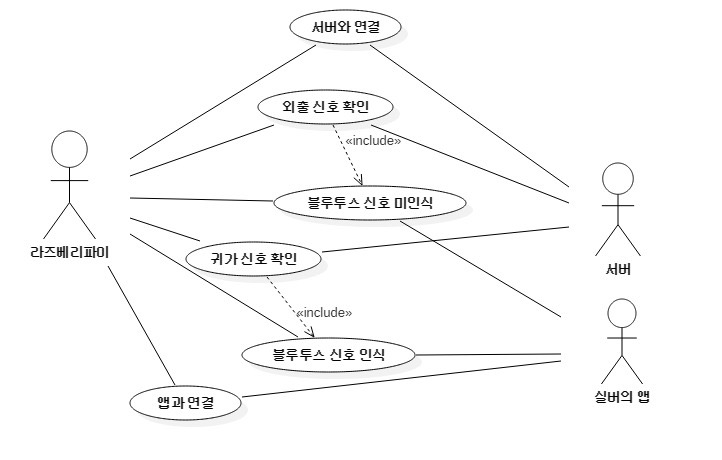 서버와 연결
외출 신호 확인
«include»
블루투스 신호 미인식
라즈베리파이
귀가 신호 확인
서버
«include»
블루투스 신호 인식
실버의 앱
앱과 연결